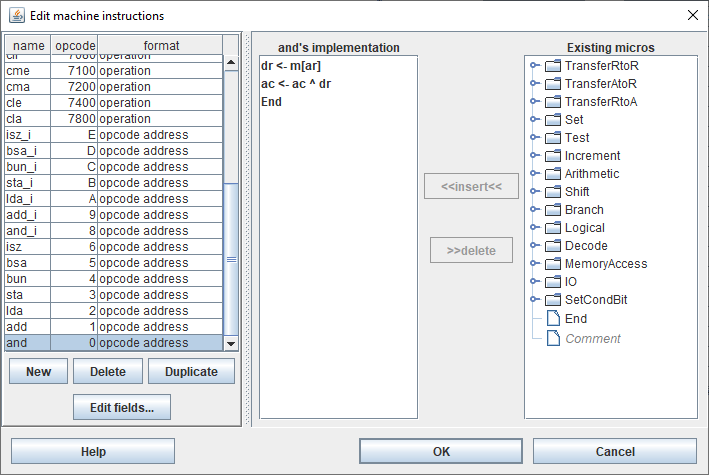 Edit machine instructions
name opcode format
cme 7100 operation
cma 7200 operation
cle 7400 operation
cla 7800 operation
isz_i E opcode address
bsa_i D opcode address
bun_i C opcode address
sta_i B opcode address
lda_i A opcode address
add_i 9 opcode address
and_i 8 opcode address
isz 6 opcode address
bsa 5 opcode address
bun 4 opcode address
sta 3 opcode address
lda 2 opcode address
add 1 opcode address
and 0 opcode address
New Delete Duplicate
Edit fields...
and's implementation
dr <- m[ar]
ac <- ac ^ dr
End
<<insert<<
>>delete
Existing micros
TransferRtoR
TransferAtoR
TransferRtoA
Set
Test
Increment
Arithmetic
Shift
Branch
Logical
Decode
MemoryAccess
IO
SetCondBit
End
Comment
Help OK Cancel